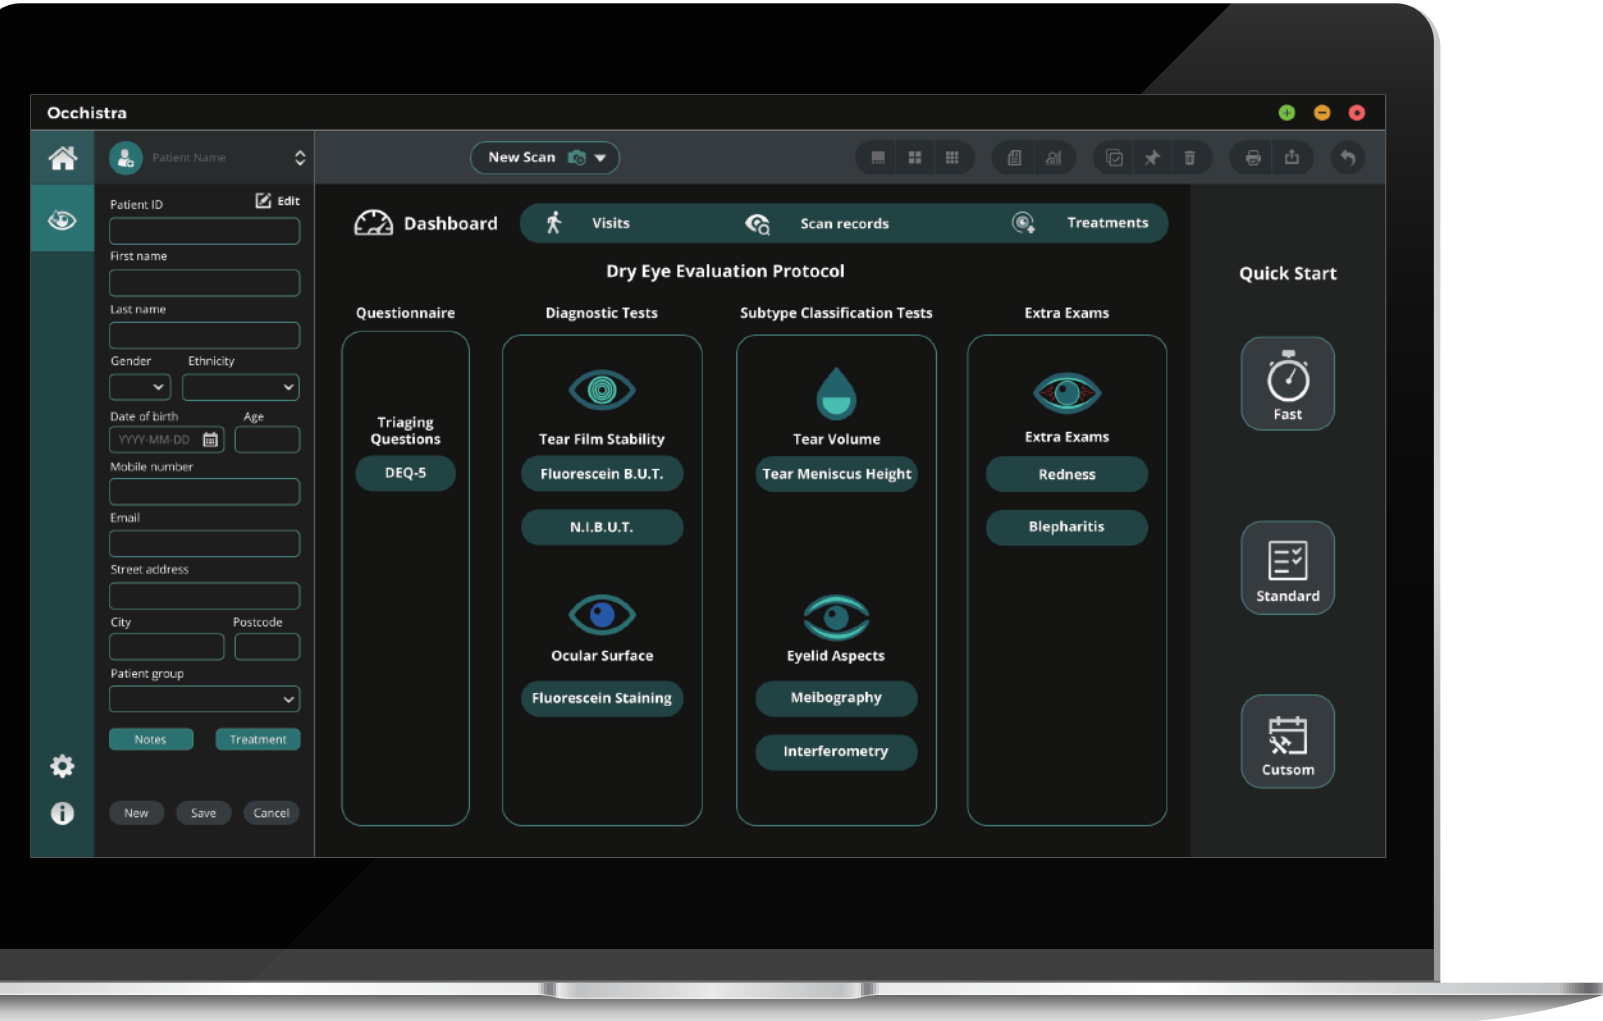 Occhistra
Patient Name
New Scan
Patient ID
Edit
First name
Last name
Gender Ethnicity
Date of birth Age
YYYY-MM-DD
Mobile number
Email
Street address
City Postcode
Patient group
Notes Treatment
New Save Cancel
Dashboard Visits Scan records Treatments
Dry Eye Evaluation Protocol
Questionnaire
Triaging
Questions
DEQ-5
Diagnostic Tests
Tear Film Stability
Fluorescein B.U.T.
N.I.B.U.T.
Ocular Surface
Fluorescein Staining
Subtype Classification Tests
Tear Volume
Tear Meniscus Height
Eyelid Aspects
Meibography
Interferometry
Extra Exams
Extra Exams
Redness
Blepharitis
Quick Start
Fast
Standard
Cutsom